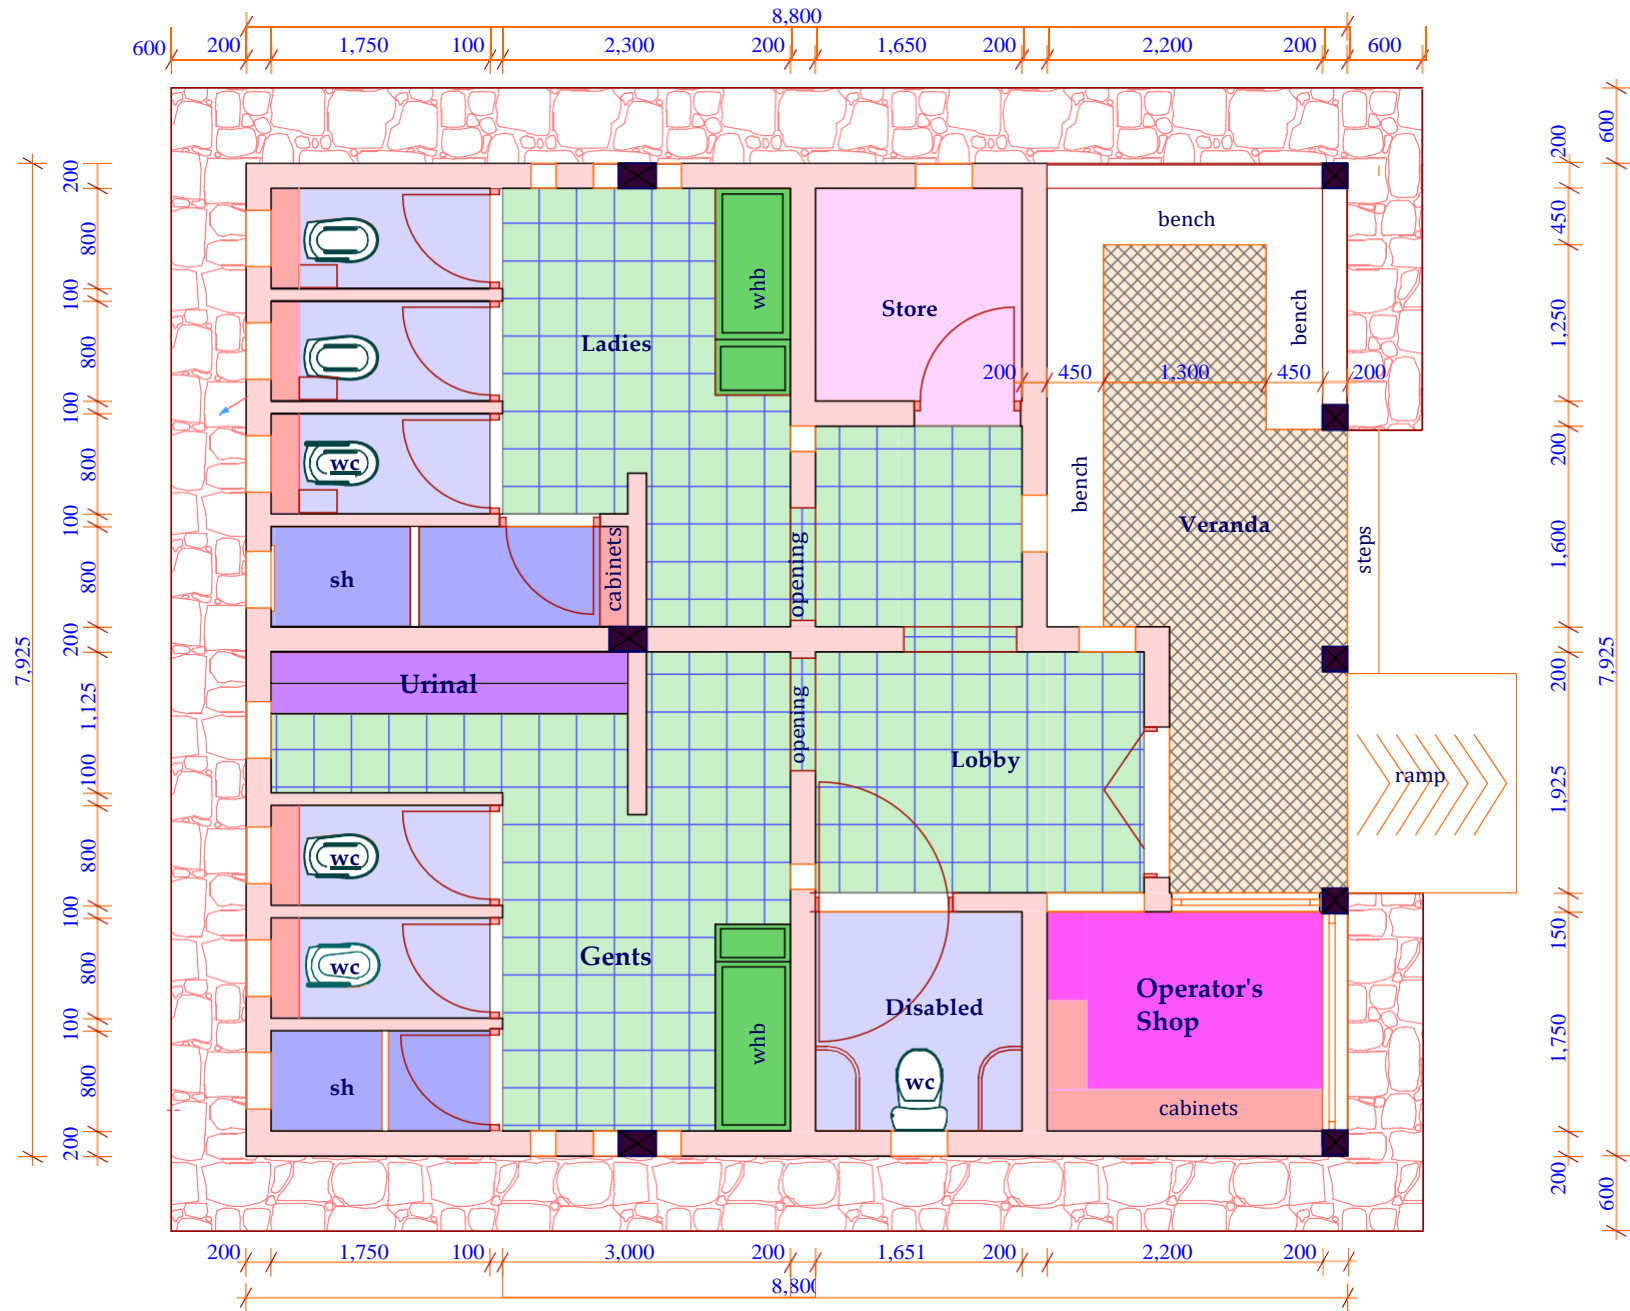 8,800
600 200 1,750 100 2,300 200 1,650 200 2,200 200 600
600
200
450
1,250
200
1,600
200
1,925
150
1,750
200
600
7,925
7,925
200
800
100
800
100
800
100
800
200
1,125
100
800
100
800
100
800
200
bench
bench
bench
whb
Store
Ladies
200 450 1,300 450 200
wc
Veranda
steps
opening
cabinets
sh
Urinal
opening
Lobby
ramp
wc
Gents
wc
Disabled
Operator's
Shop
whb
wc
sh
cabinets
200 1,750 100 3,000 200 1,651 200 2,200 200
8,800